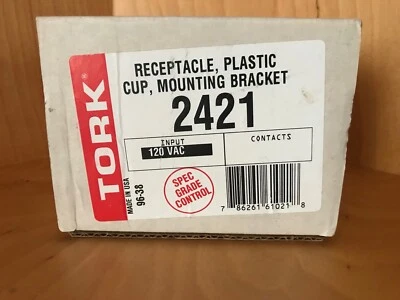 TORK
RECEPTACLE, PLASTIC
CUP, MOUNTING BRACKET
2421
INPUT
120 VAC
CONTACTS
MADE IN USA
96-38
SPEC
GRADE
CONTROL
7 86261 61021 8